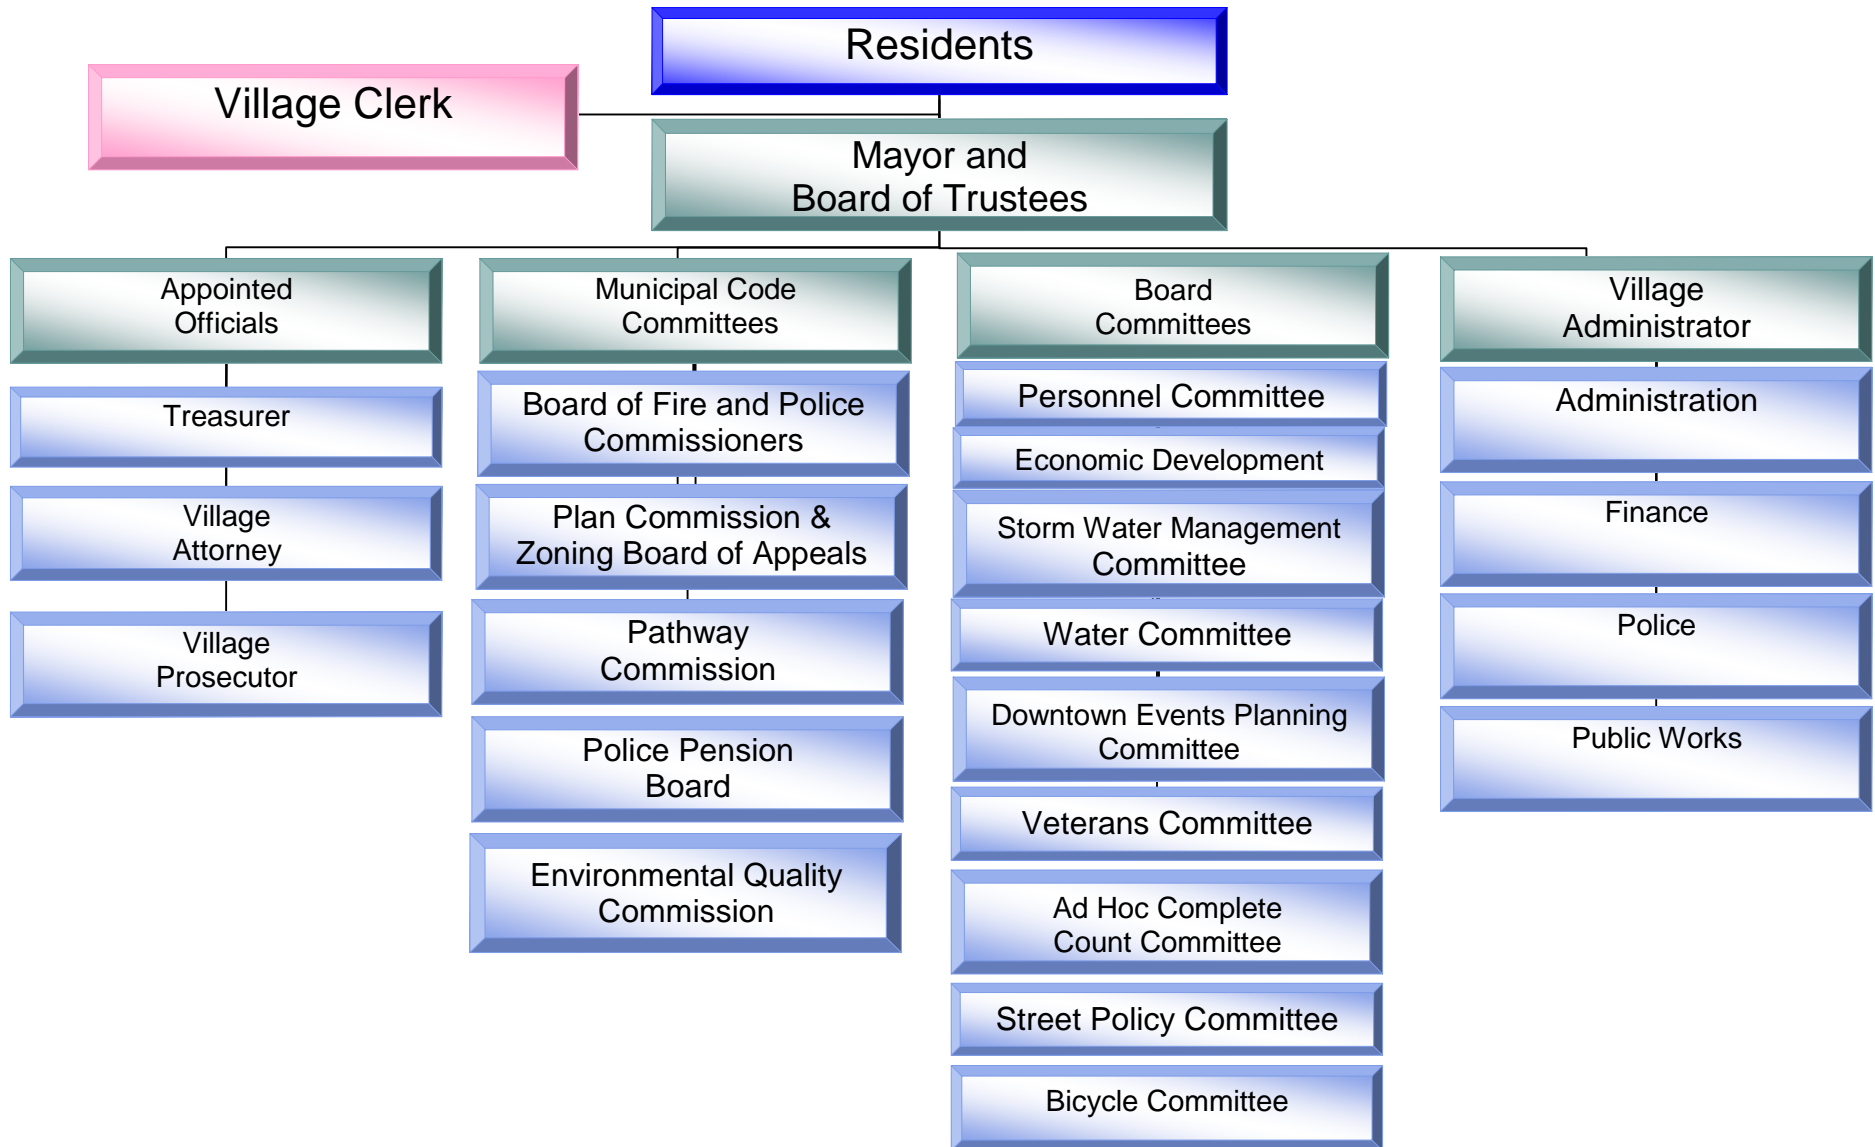 Residents
Village Clerk
Mayor and
Board of Trustees
Appointed
Officials
Treasurer
Village
Attorney
Village
Prosecutor
Municipal Code
Committees
Board of Fire and Police
Commissioners
Plan Commission &
Zoning Board of Appeals
Pathway
Commission
Police Pension
Board
Environmental Quality
Commission
Board
Committees
Personnel Committee
Economic Development
Storm Water Management
Committee
Water Committee
Downtown Events Planning
Committee
Veterans Committee
Ad Hoc Complete
Count Committee
Street Policy Committee
Bicycle Committee
Village
Administrator
Administration
Finance
Police
Public Works